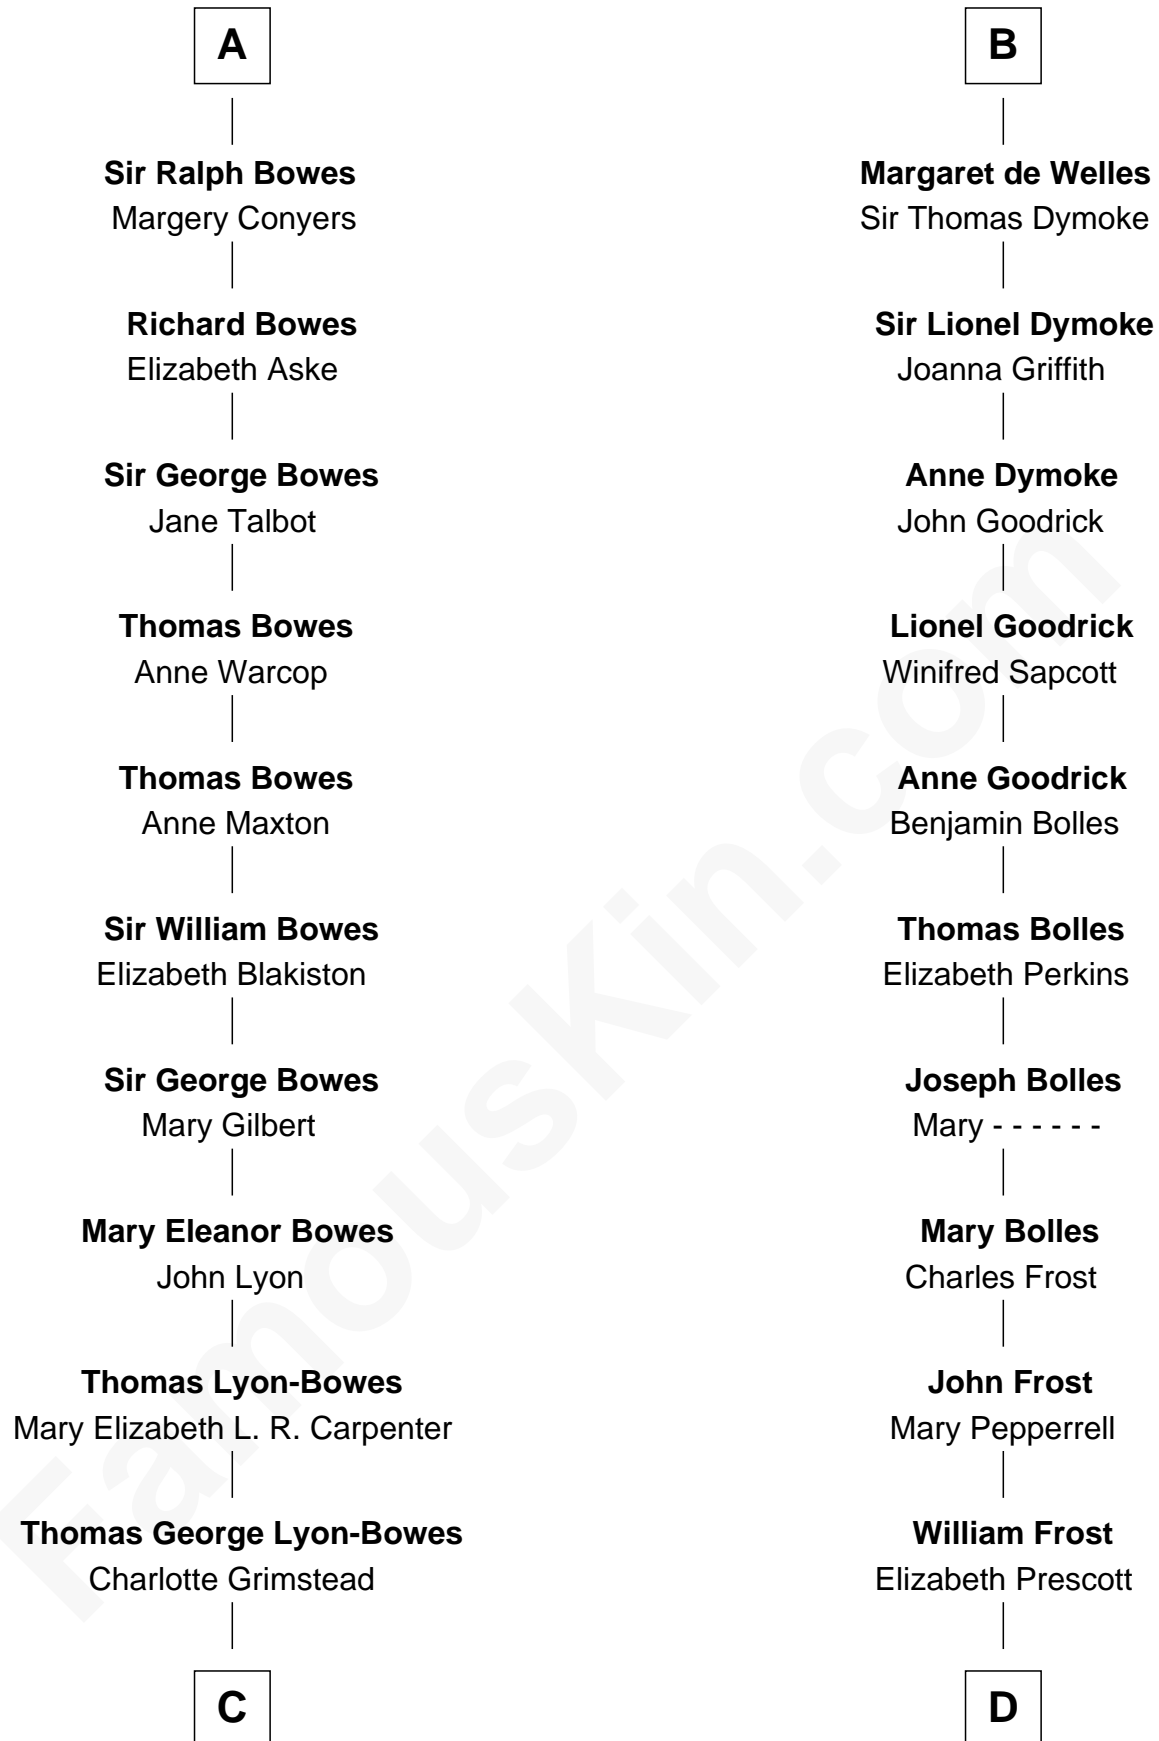 A
Sir Ralph Bowes
Margery Conyers
Richard Bowes
Elizabeth Aske
Sir George Bowes
Jane Talbot
Thomas Bowes
Anne Warcop
Thomas Bowes
Anne Maxton
Sir William Bowes
Elizabeth Blakiston
Sir George Bowes
Mary Gilbert
Mary Eleanor Bowes
John Lyon
Thomas Lyon-Bowes
Mary Elizabeth L. R. Carpenter
Thomas George Lyon-Bowes
Charlotte Grimstead
C
B
Margaret de Welles
Sir Thomas Dymoke
Sir Lionel Dymoke
Joanna Griffith
Anne Dymoke
John Goodrick
Lionel Goodrick
Winifred Sapcott
Anne Goodrick
Benjamin Bolles
Thomas Bolles
Elizabeth Perkins
Joseph Bolles
Mary - - - - - -
Mary Bolles
Charles Frost
John Frost
Mary Pepperrell
William Frost
Elizabeth Prescott
D
FamousKin.com